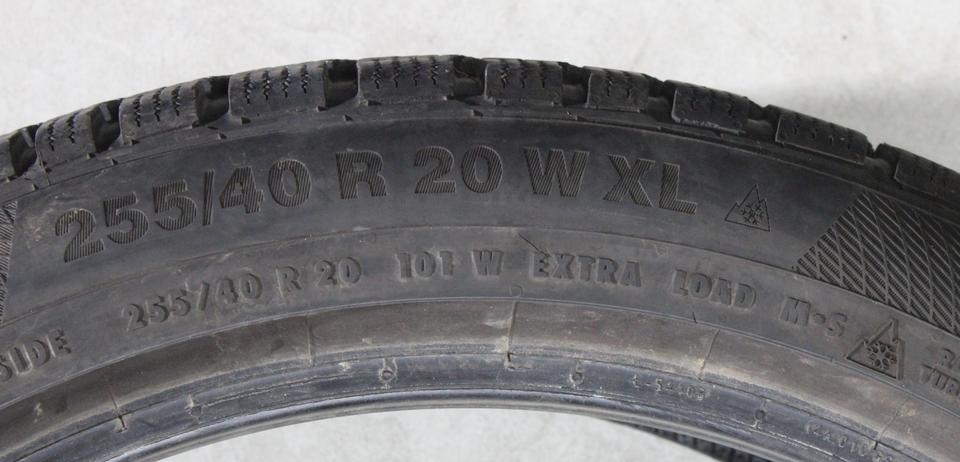 255/40 R 20 W XL
SIDE 255/40 R 20 101 W EXTRA LOAD M•S